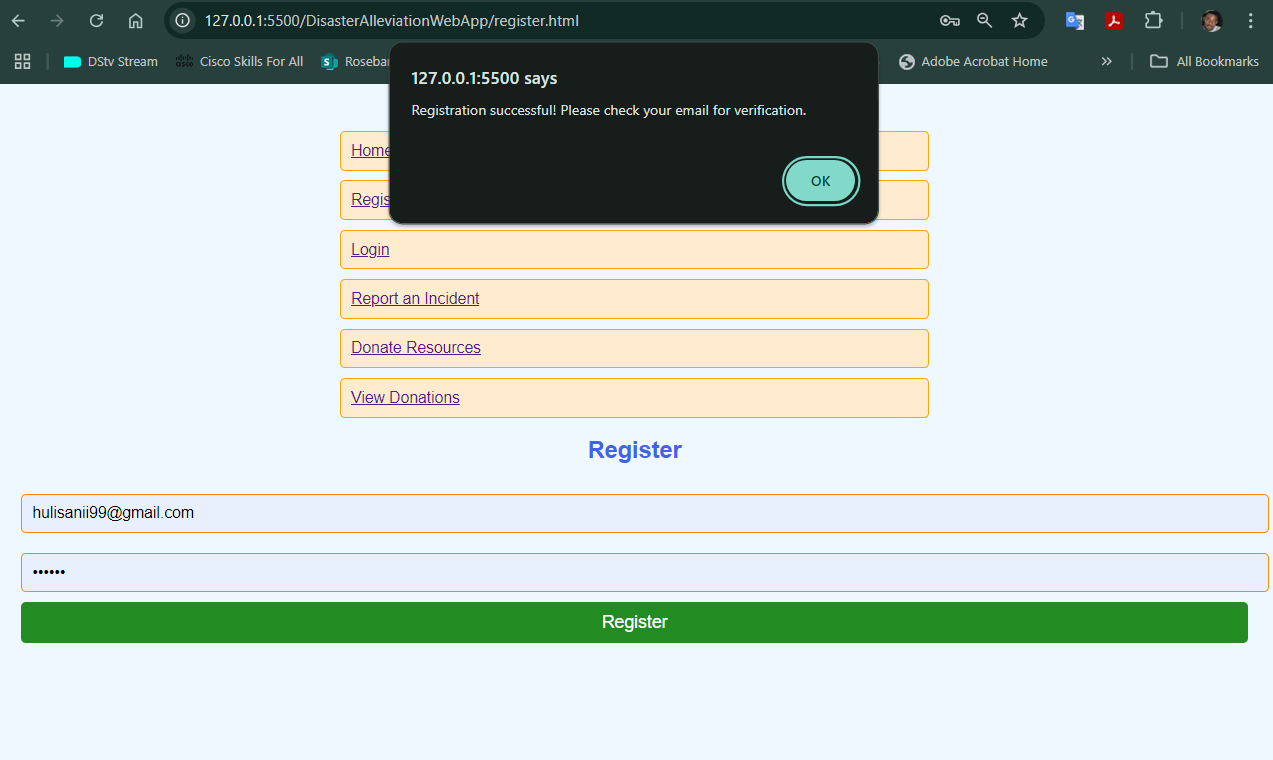 127.0.0.1:5500/DisasterAlleviationWebApp/register.html
DStv Stream
Cisco Skills For All
Adobe Acrobat Home
All Bookmarks
127.0.0.1:5500 says
Registration successful! Please check your email for verification.
OK
Home
Login
Report an Incident
Donate Resources
View Donations
Register
hulisanii99@gmail.com
••••••
Register